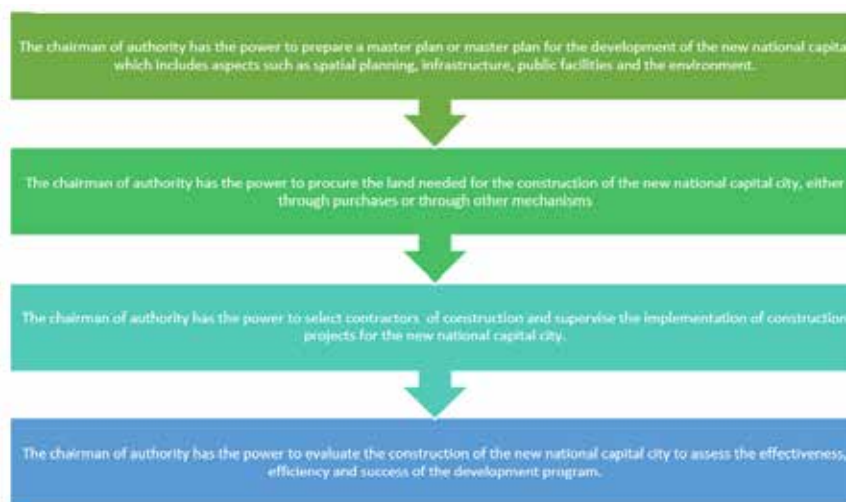 The chairman of authority has the power to prepare a master plan or master plan for the development of the new national capita
which includes aspects such as spatial planning, infrastructure, public facilities and the environment.
The chairman of authority has the power to procure the land needed for the construction of the new national capital city, either
through purchases or through other mechanisms
The chairman of authority has the power to select contractors of construction and supervise the implementation of construction
projects for the new national capital city.
The chairman of authority has the power to evaluate the construction of the new national capital city to assess the effectiveness,
efficiency and success of the development program.